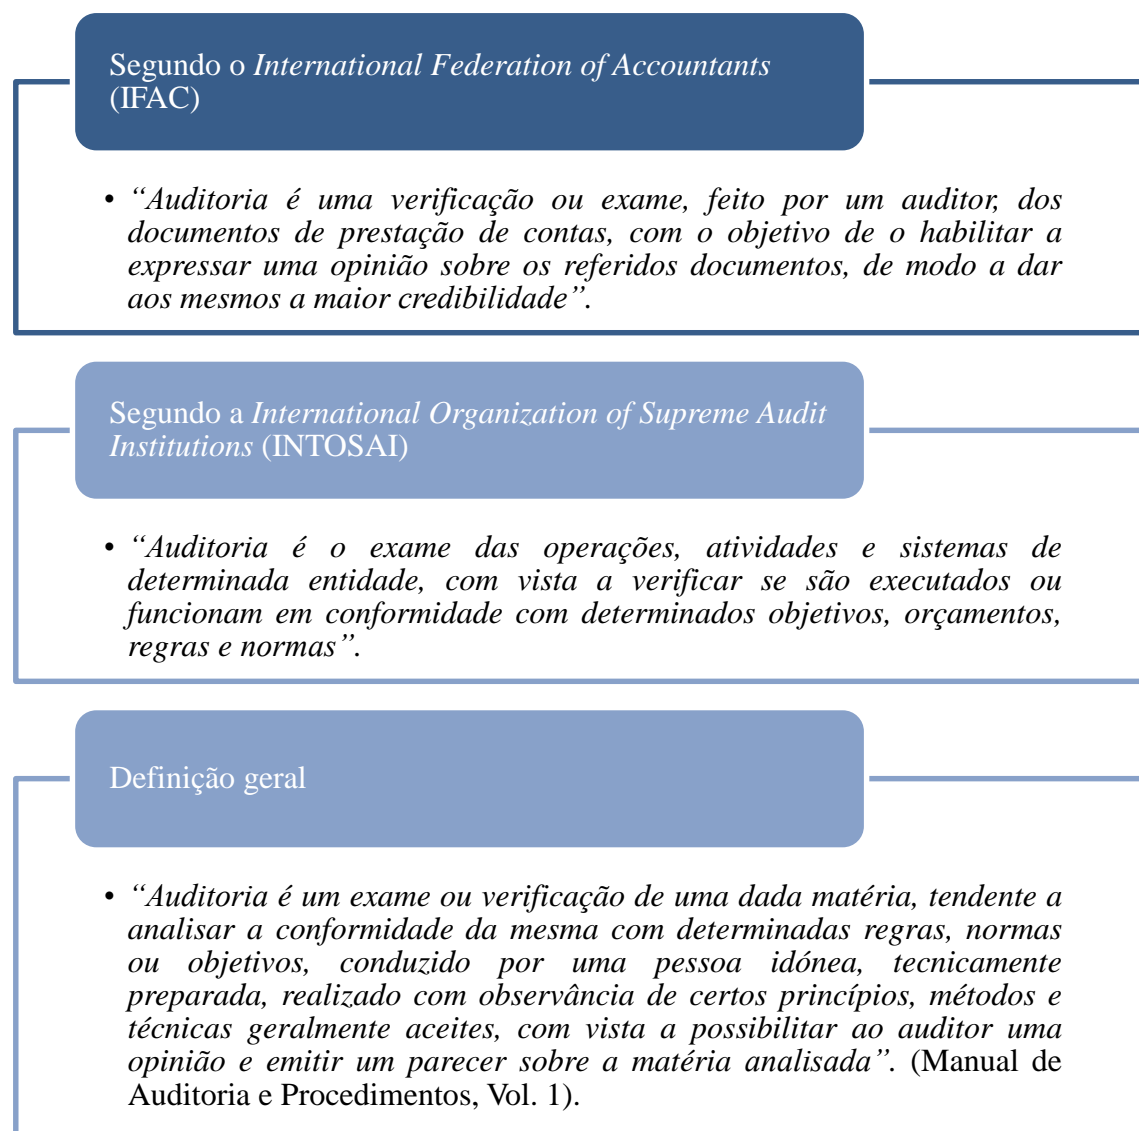 Segundo o International Federation of Accountants
(IFAC)
• “Auditoria é uma verificação ou exame, feito por um auditor, dos
documentos de prestação de contas, com o objetivo de o habilitar a
expressar uma opinião sobre os referidos documentos, de modo a dar
aos mesmos a maior credibilidade”.
Segundo a International Organization of Supreme Audit
Institutions (INTOSAI)
• “Auditoria é o exame das operações, atividades e sistemas de
determinada entidade, com vista a verificar se são executados ou
funcionam em conformidade com determinados objetivos, orçamentos,
regras e normas”.
Definição geral
• “Auditoria é um exame ou verificação de uma dada matéria, tendente a
analisar a conformidade da mesma com determinadas regras, normas
ou objetivos, conduzido por uma pessoa idónea, tecnicamente
preparada, realizado com observância de certos princípios, métodos e
técnicas geralmente aceites, com vista a possibilitar ao auditor uma
opinião e emitir um parecer sobre a matéria analisada”. (Manual de
Auditoria e Procedimentos, Vol. 1).